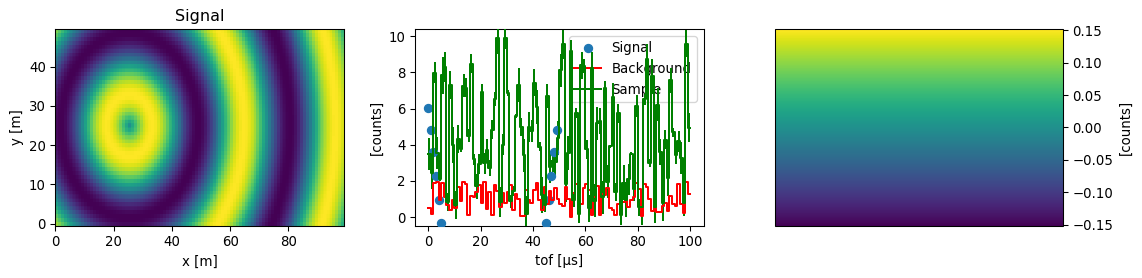 Signal
y [m]
40
30
20
10
0
0 20 40 60 80
x [m]
[counts]
10
8
6
4
2
0
Signal
Background
Sample
0 20 40 60 80 100
tof [µs]
0.15
0.10
0.05
0.00
−0.05
−0.10
−0.15
[counts]